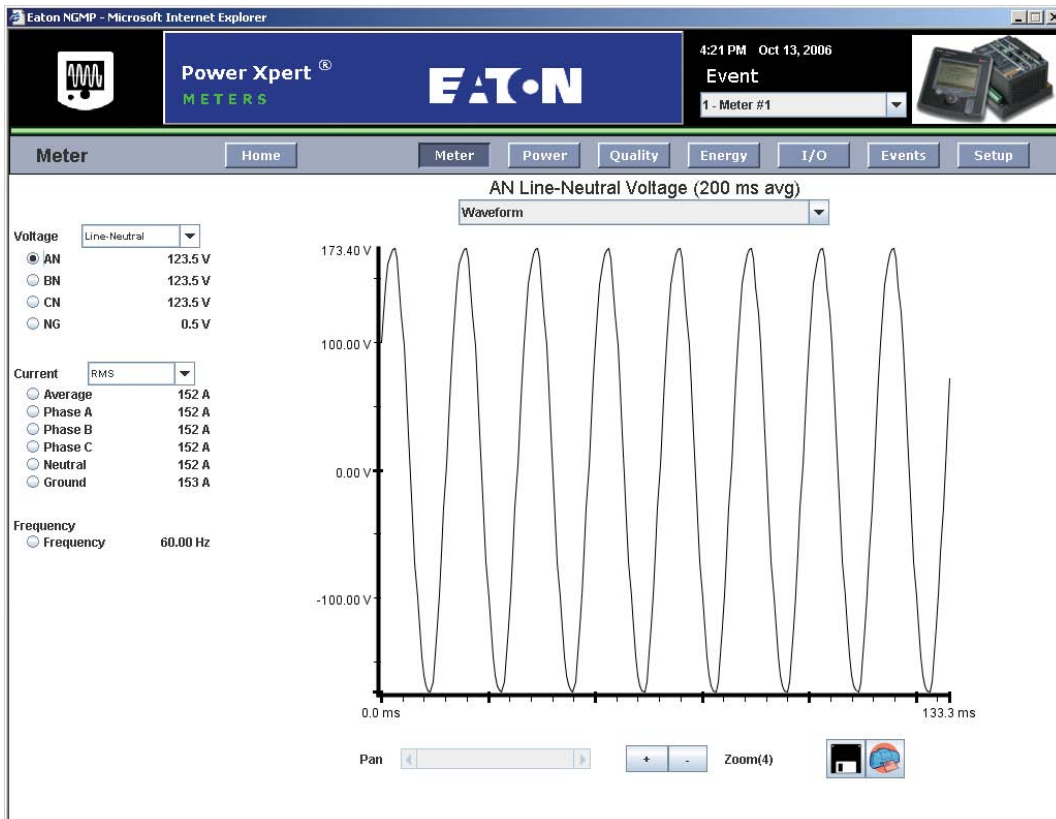 Eaton NGMP - Microsoft Internet Explorer
Power Xpert ®
METERS
EATON
4:21 PM Oct 13, 2006
Event
1 - Meter #1
Meter
Home
Meter
Power
Quality
Energy
I/O
Events
Setup
AN Line-Neutral Voltage (200 ms avg)
Waveform
Voltage Line-Neutral
AN 123.5 V
BN 123.5 V
CN 123.5 V
NG 0.5 V
Current RMS
Average 152 A
Phase A 152 A
Phase B 152 A
Phase C 152 A
Neutral 152 A
Ground 153 A
Frequency
Frequency 60.00 Hz
173.40 V
100.00 V
0.00 V
-100.00 V
0.0 ms
133.3 ms
Pan
+
-
Zoom(4)